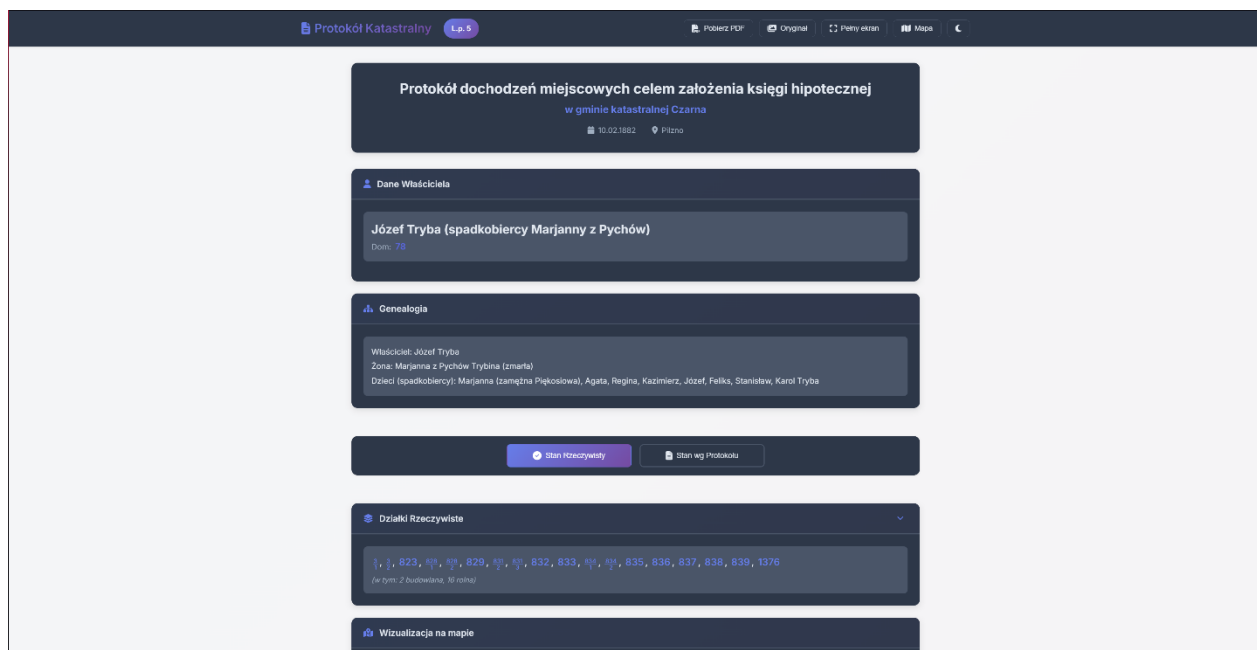 Protokół Katastralny L.p. 5 Pobierz PDF Oryginał Pełny ekran Mapa
Protokół dochodzeń miejscowych celem założenia księgi hipotecznej
w gminie katastralnej Czarna
10.02.1882 Pilzno
Dane Właściciela
Józef Tryba (spadkobiercy Marjanny z Pychów)
Dom: 78
Genealogia
Właściciel: Józef Tryba
Żona: Marjanna z Pychów Trybina (zmarła)
Dzieci (spadkobiercy): Marjanna (zamężna Piękosiowa), Agata, Regina, Kazimierz, Józef, Feliks, Stanisław, Karol Tryba
Stan Rzeczywisty Stan wg Protokołu
Działki Rzeczywiste
823, 829, 832, 833, 835, 836, 837, 838, 839, 1376
(w tym: 2 budowlana, 16 rolna)
Wizualizacja na mapie